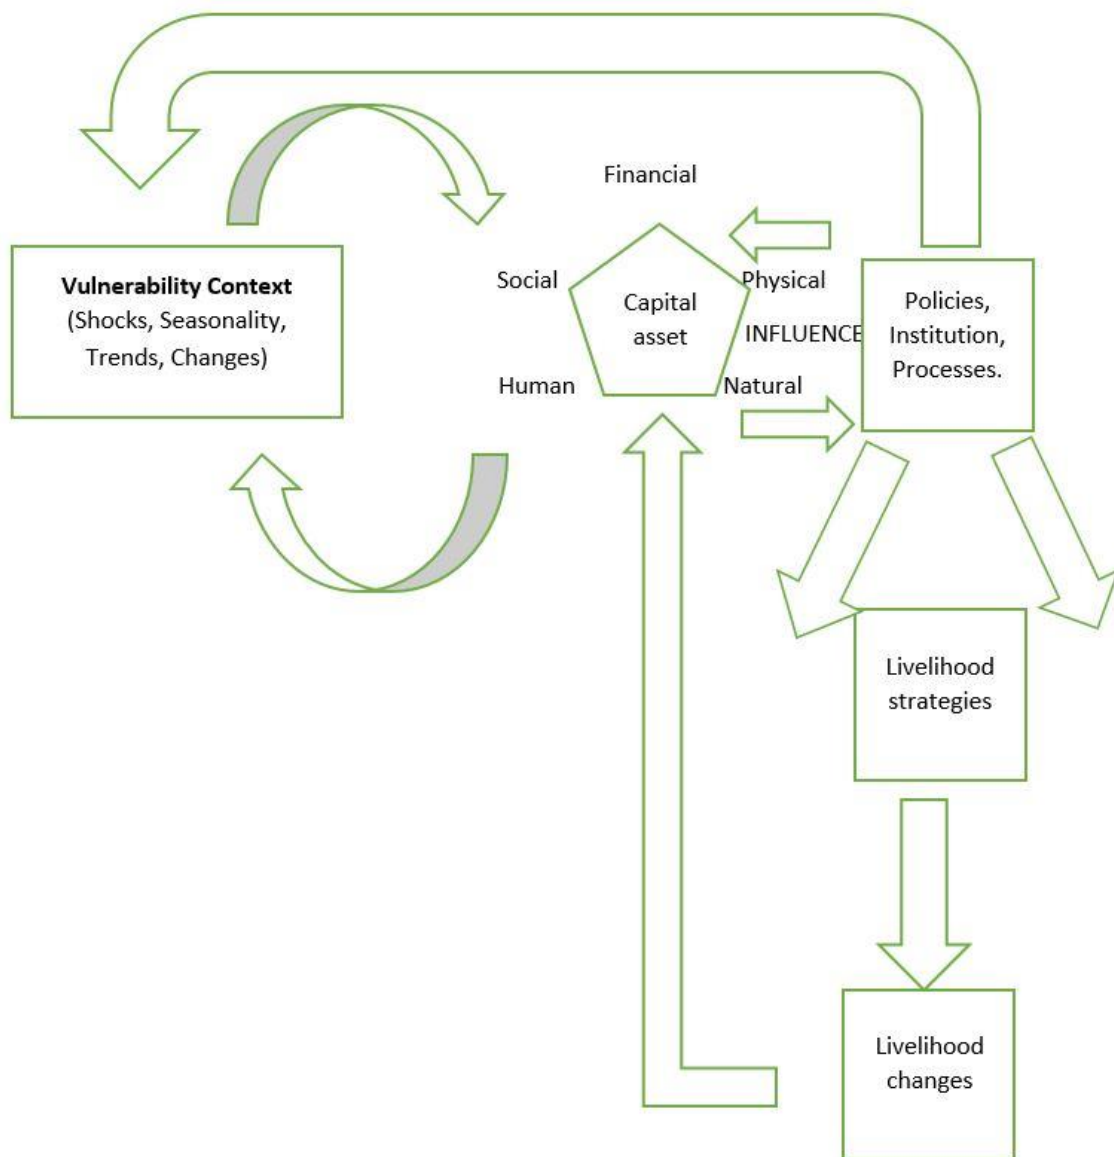 Financial
Vulnerability Context
(Shocks, Seasonality,
Trends, Changes)
Social
Physical
Capital
asset
INFLUENCE
Human
Natural
Policies,
Institution,
Processes.
Livelihood
strategies
Livelihood
changes